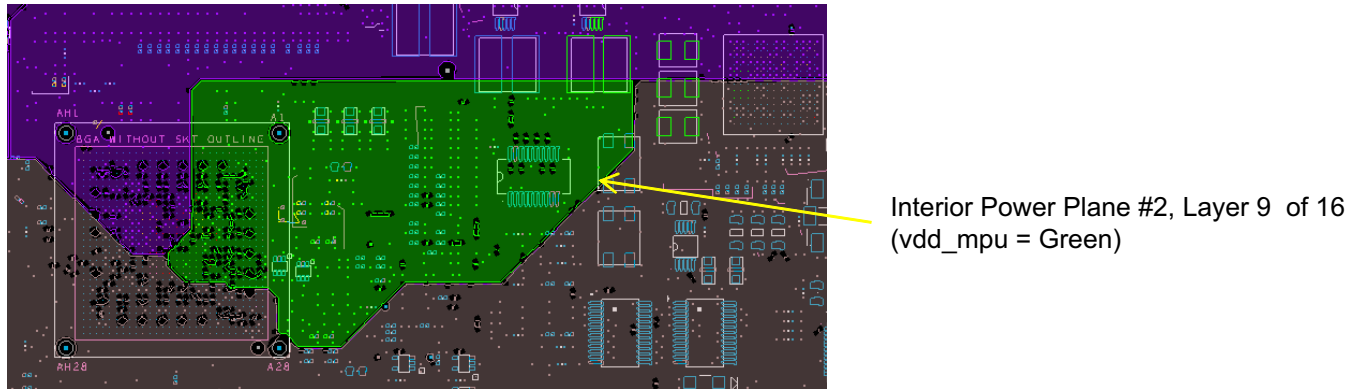 AH1
A1
BGA WITHOUT SKT OUTLINE
AH28
A28
Interior Power Plane #2, Layer 9 of 16
(vdd_mpu = Green)